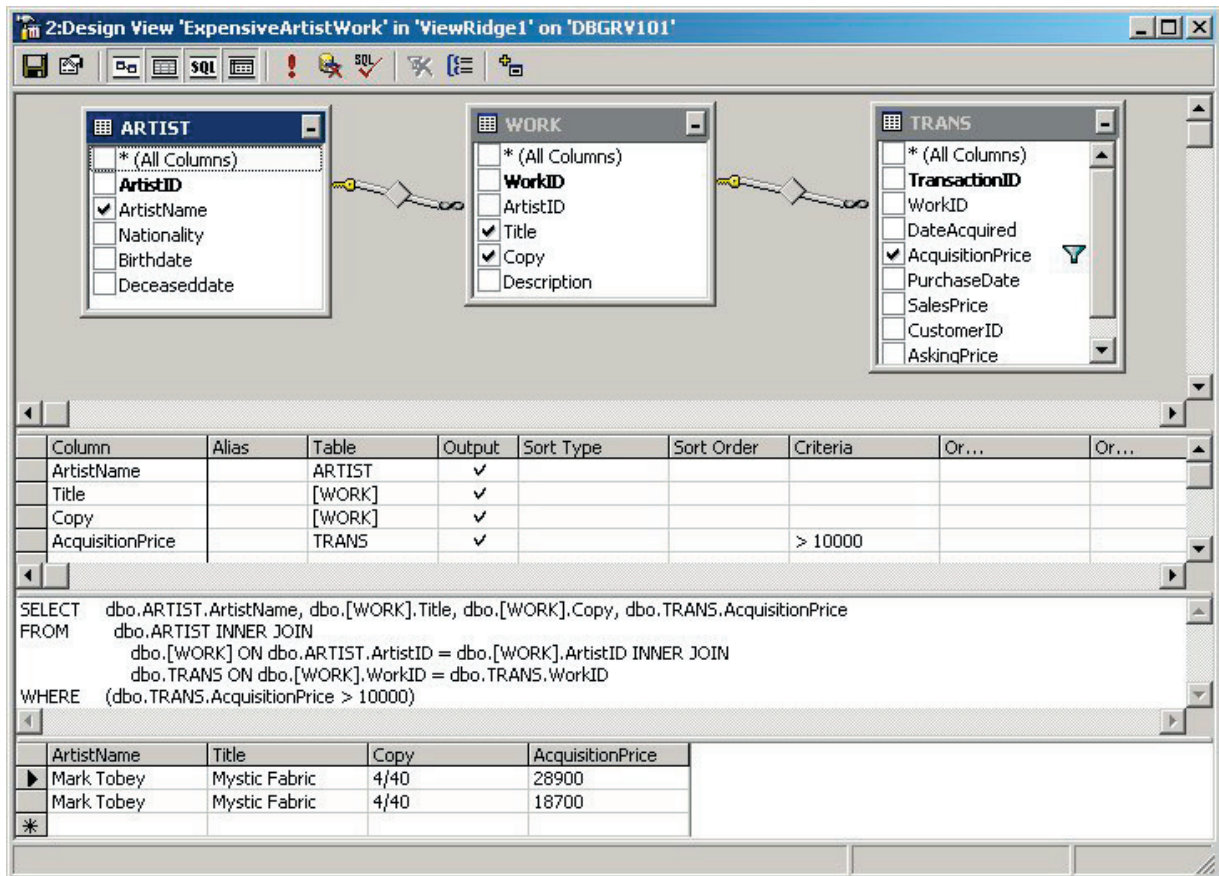 2:Design View 'ExpensiveArtistWork' in 'ViewRidge1' on 'DBGRV101'
SQL SQL
ARTIST
* (All Columns)
ArtistID
ArtistName
Nationality
Birthdate
Deceaseddate
WORK
* (All Columns)
WorkID
ArtistID
Title
Copy
Description
TRANS
* (All Columns)
TransactionID
WorkID
DateAcquired
AcquisitionPrice
PurchaseDate
SalesPrice
CustomerID
AskingPrice
Column Alias Table Output Sort Type Sort Order Criteria Or... Or...
ArtistName ARTIST
Title [WORK]
Copy [WORK]
AcquisitionPrice TRANS > 10000
SELECT dbo.ARTIST.ArtistName, dbo.[WORK].Title, dbo.[WORK].Copy, dbo.TRANS.AcquisitionPrice
FROM dbo.ARTIST INNER JOIN
dbo.[WORK] ON dbo.ARTIST.ArtistID = dbo.[WORK].ArtistID INNER JOIN
dbo.TRANS ON dbo.[WORK].WorkID = dbo.TRANS.WorkID
WHERE (dbo.TRANS.AcquisitionPrice > 10000)
ArtistName Title Copy AcquisitionPrice
Mark Tobey Mystic Fabric 4/40 28900
Mark Tobey Mystic Fabric 4/40 18700